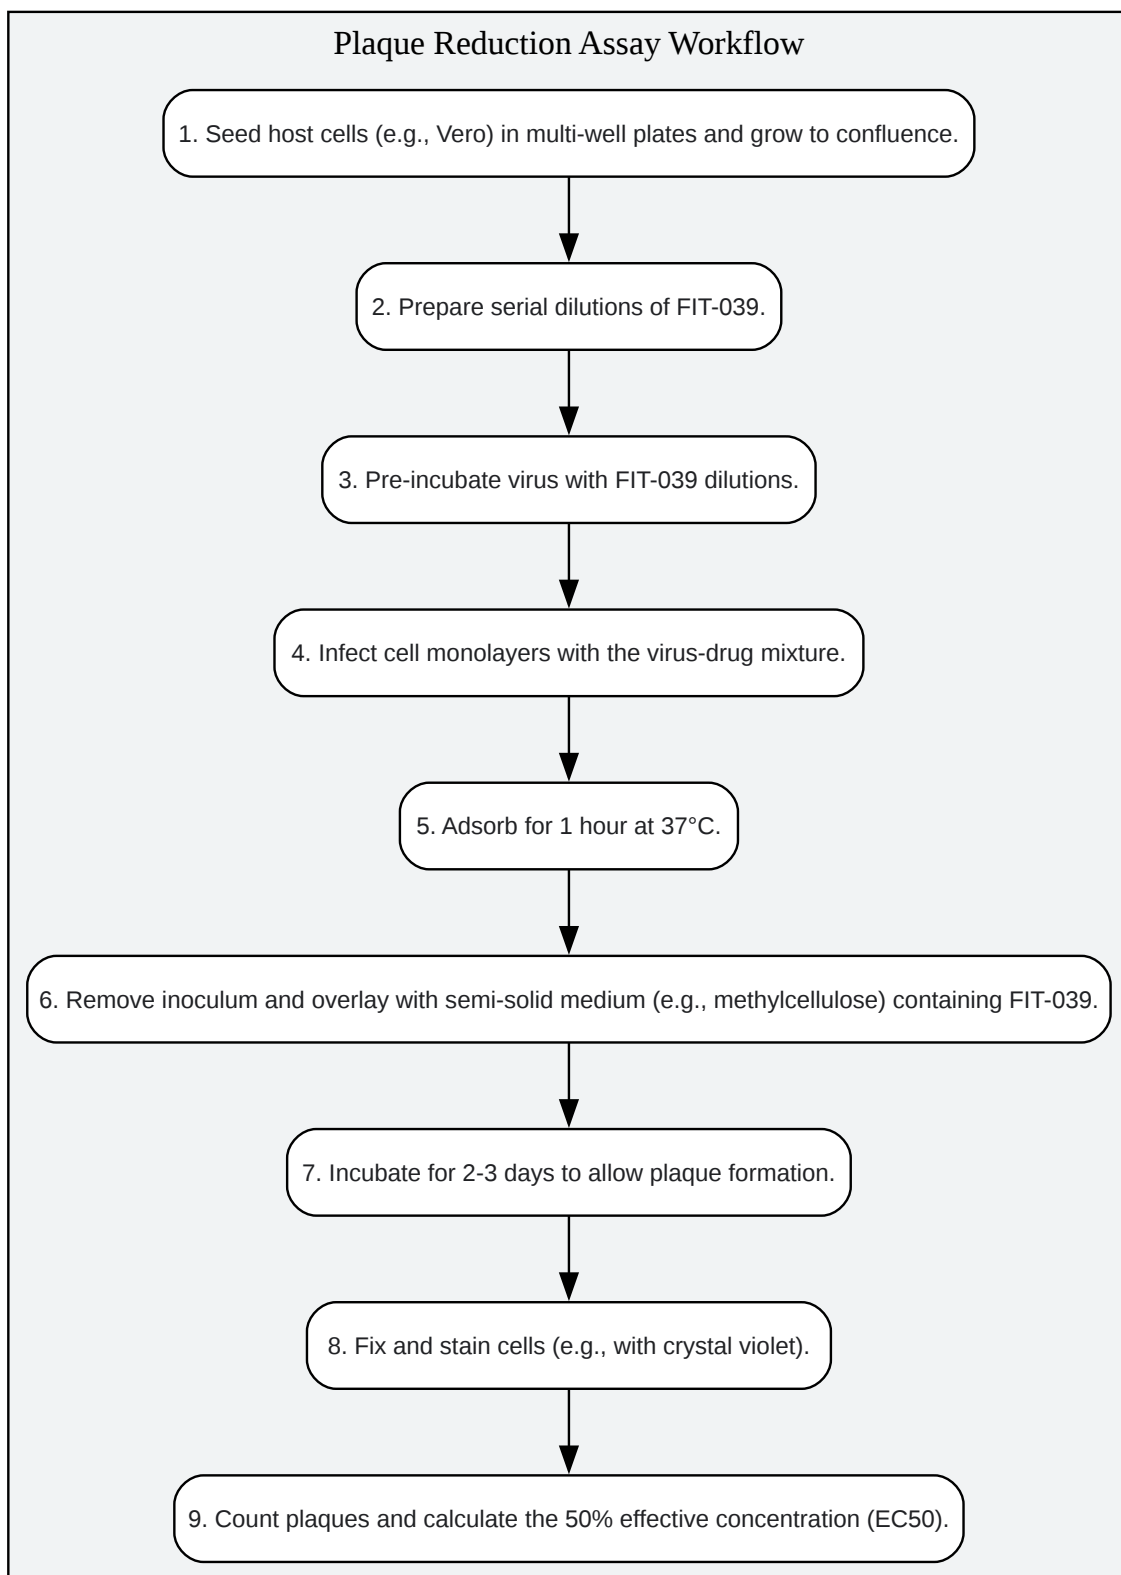 Plaque Reduction Assay Workflow
1. Seed host cells (e.g., Vero) in multi-well plates and grow to confluence.
2. Prepare serial dilutions of FIT-039.
3. Pre-incubate virus with FIT-039 dilutions.
4. Infect cell monolayers with the virus-drug mixture.
5. Adsorb for 1 hour at 37°C.
6. Remove inoculum and overlay with semi-solid medium (e.g., methylcellulose) containing FIT-039.
7. Incubate for 2-3 days to allow plaque formation.
8. Fix and stain cells (e.g., with crystal violet).
9. Count plaques and calculate the 50% effective concentration (EC50).